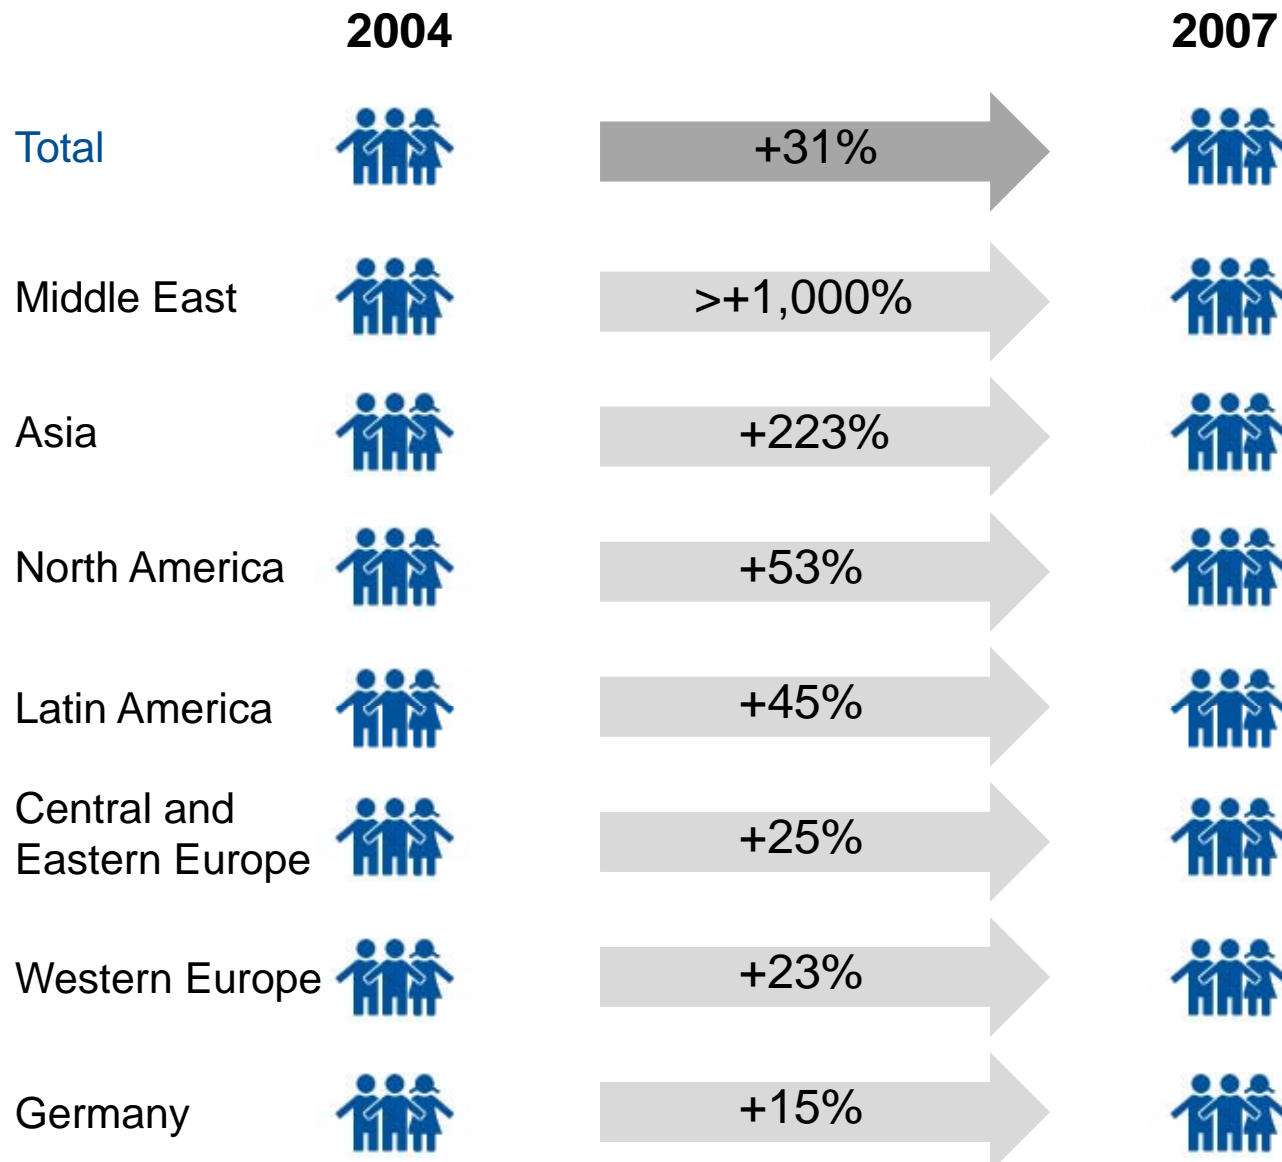 2004 2007
Total +31%
Middle East >+1,000%
Asia +223%
North America +53%
Latin America +45%
Central and
Eastern Europe +25%
Western Europe +23%
Germany +15%